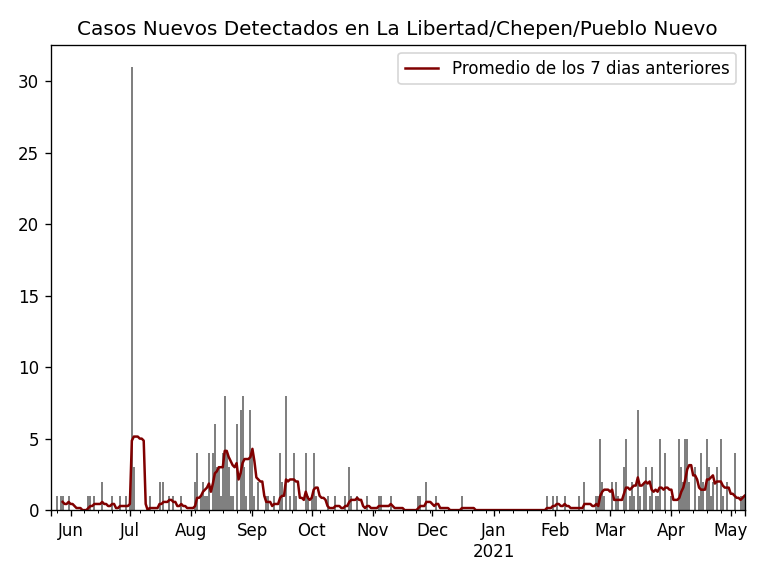 Casos Nuevos Detectados en La Libertad/Chepen/Pueblo Nuevo
Promedio de los 7 dias anteriores
30
25
20
15
10
5
0
Jun Jul Aug Sep Oct Nov Dec Jan Feb Mar Apr May
2021